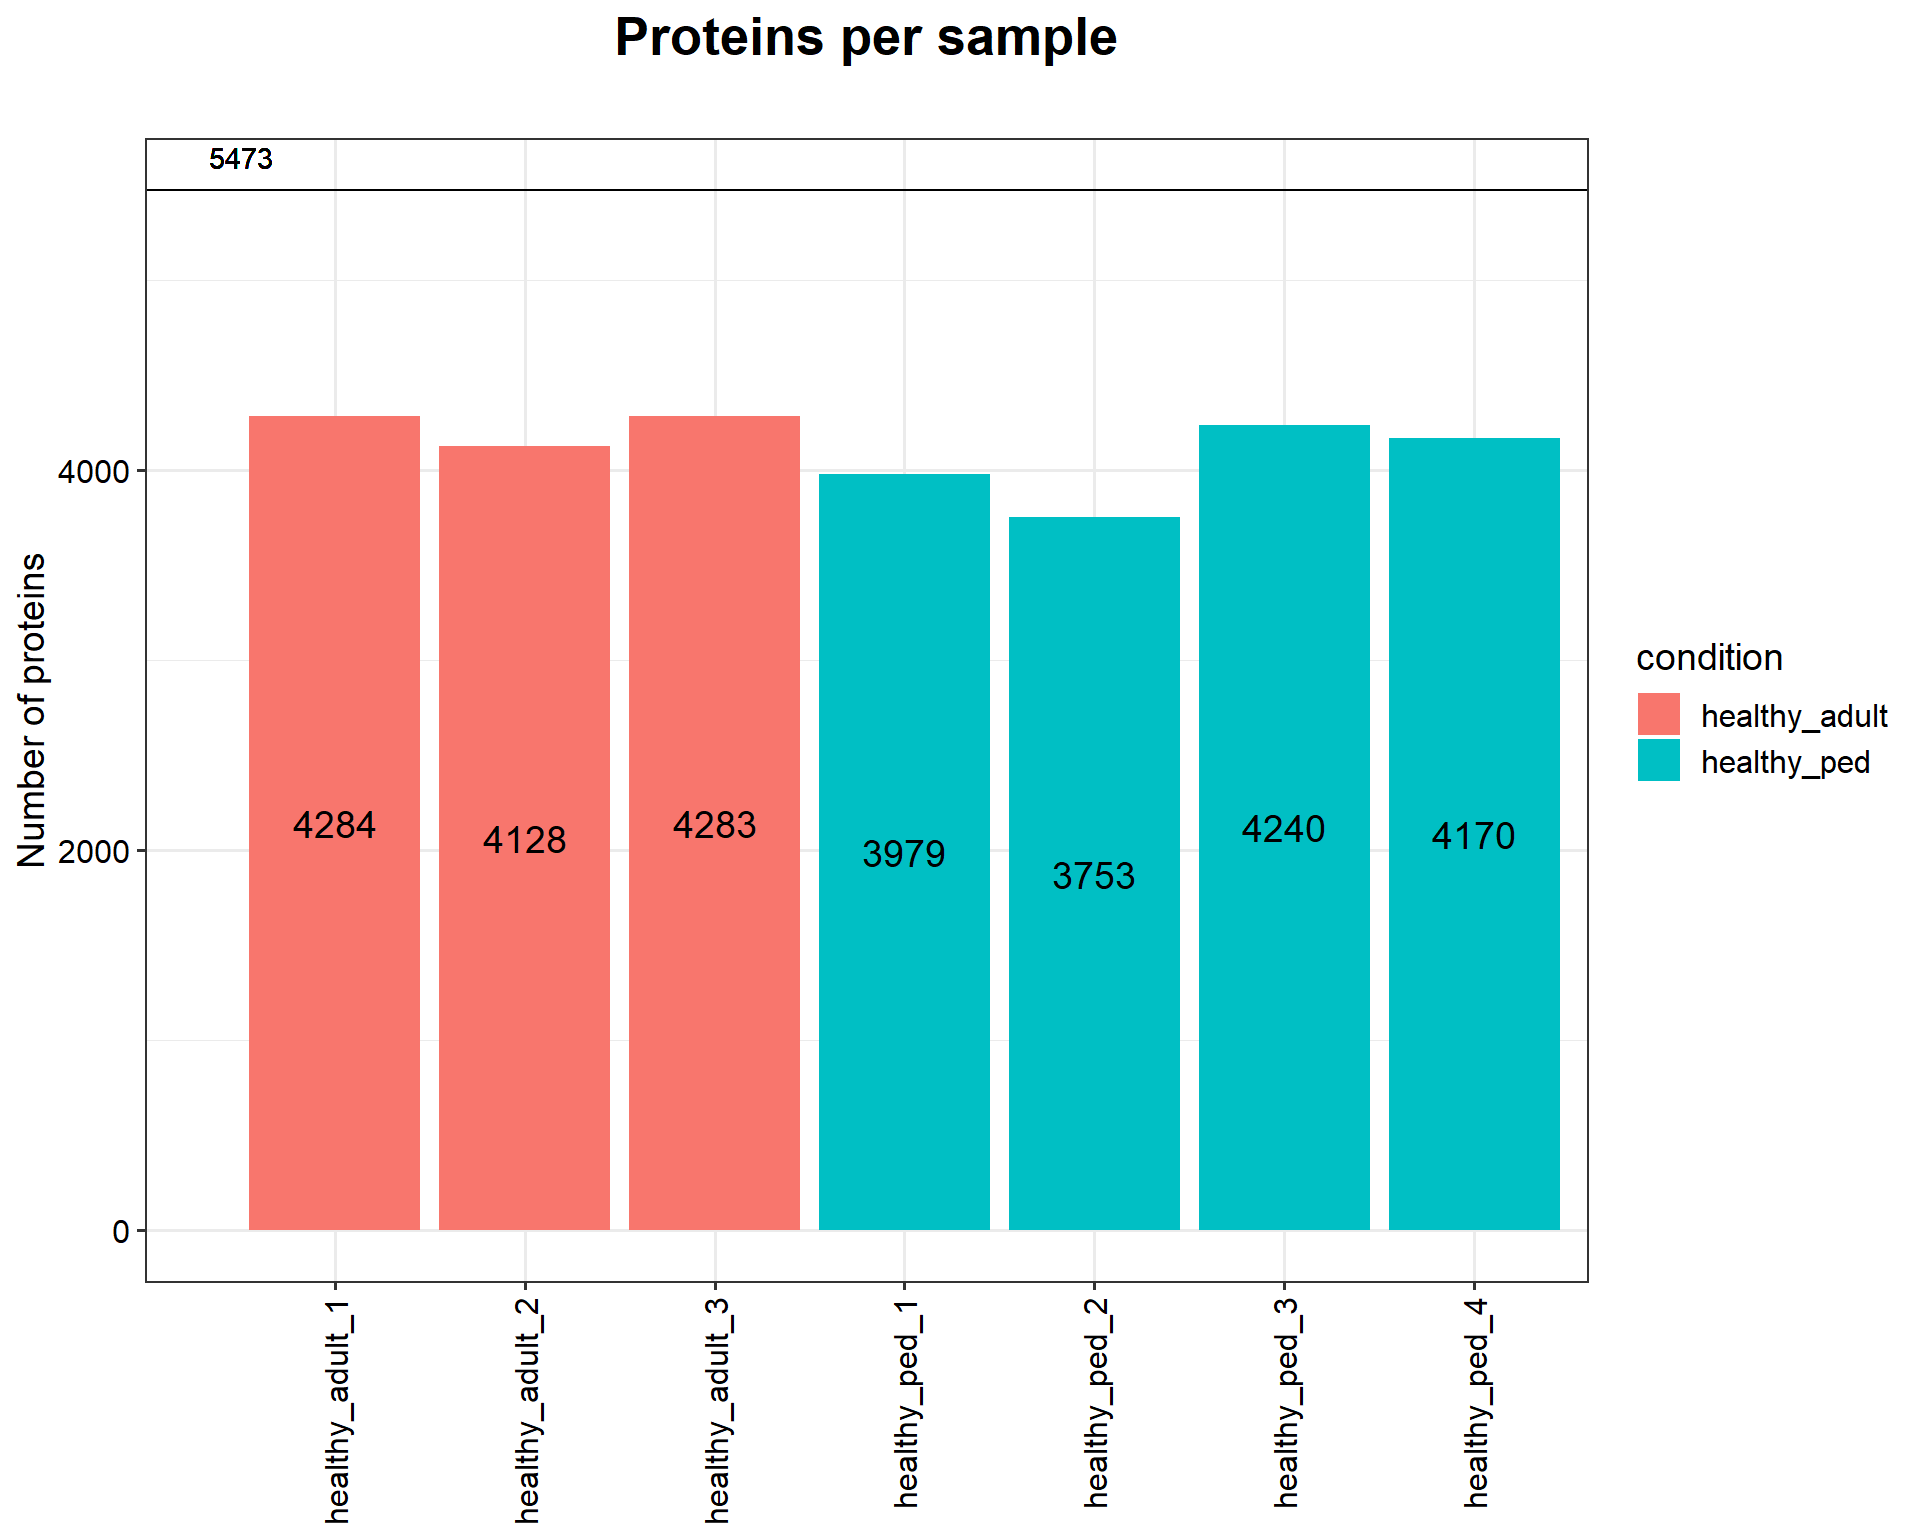 Proteins per sample
5473
Number of proteins
4000
2000
0
4284
4128
4283
3979
3753
4240
4170
healthy_adult_1
healthy_adult_2
healthy_adult_3
healthy_ped_1
healthy_ped_2
healthy_ped_3
healthy_ped_4
condition
healthy_adult
healthy_ped